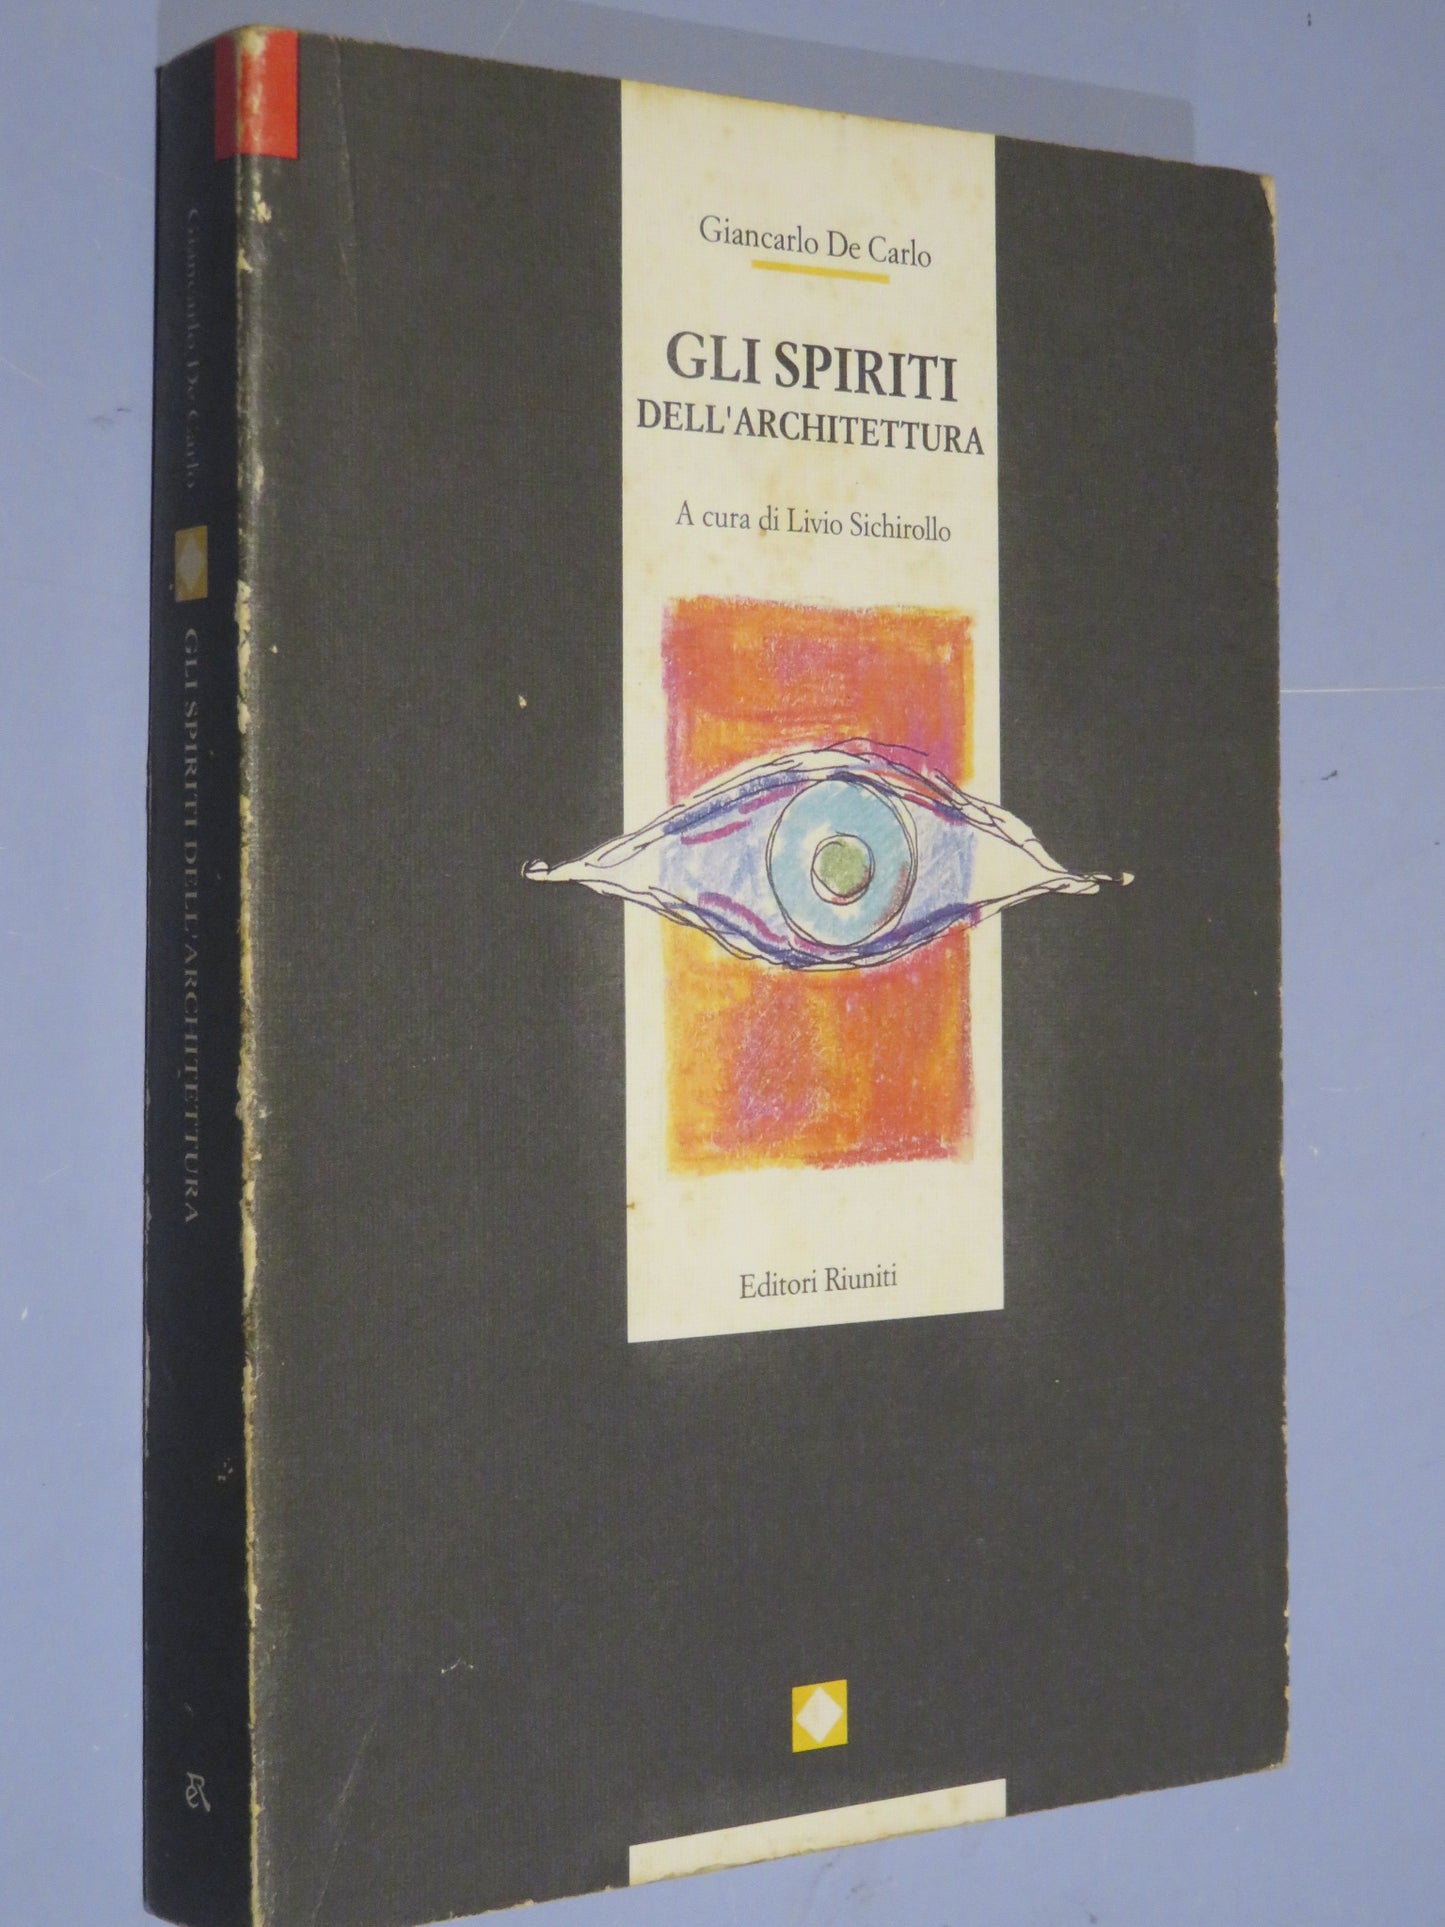 Giancarlo De Carlo
GLI SPIRITI
DELL'ARCHITETTURA
A cura di Livio Sichirollo
Editori Riuniti
Giancarlo De Carlo
GLI SPIRITI DELL'ARCHITETTURA